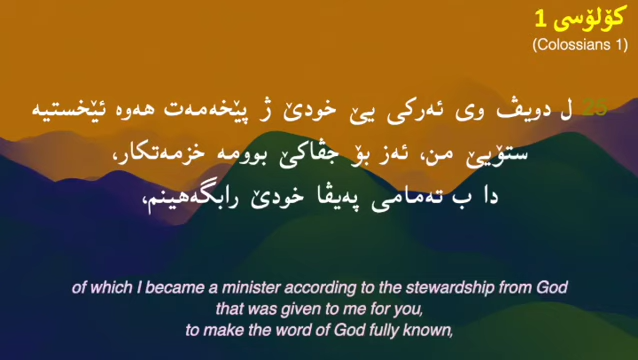 كۆلۆسى 1
(Colossians 1)
25 ل دویڤ وی ئەرکی یێ خودێ ژ پێخەمەت هەوە ئێخستیە
ستۆیێ من، ئەز بۆ جڤاکێ بوومە خزمەتکار،
دا ب تەمامی پەیڤا خودێ رابگەهینم،
of which I became a minister according to the stewardship from God
that was given to me for you,
to make the word of God fully known,